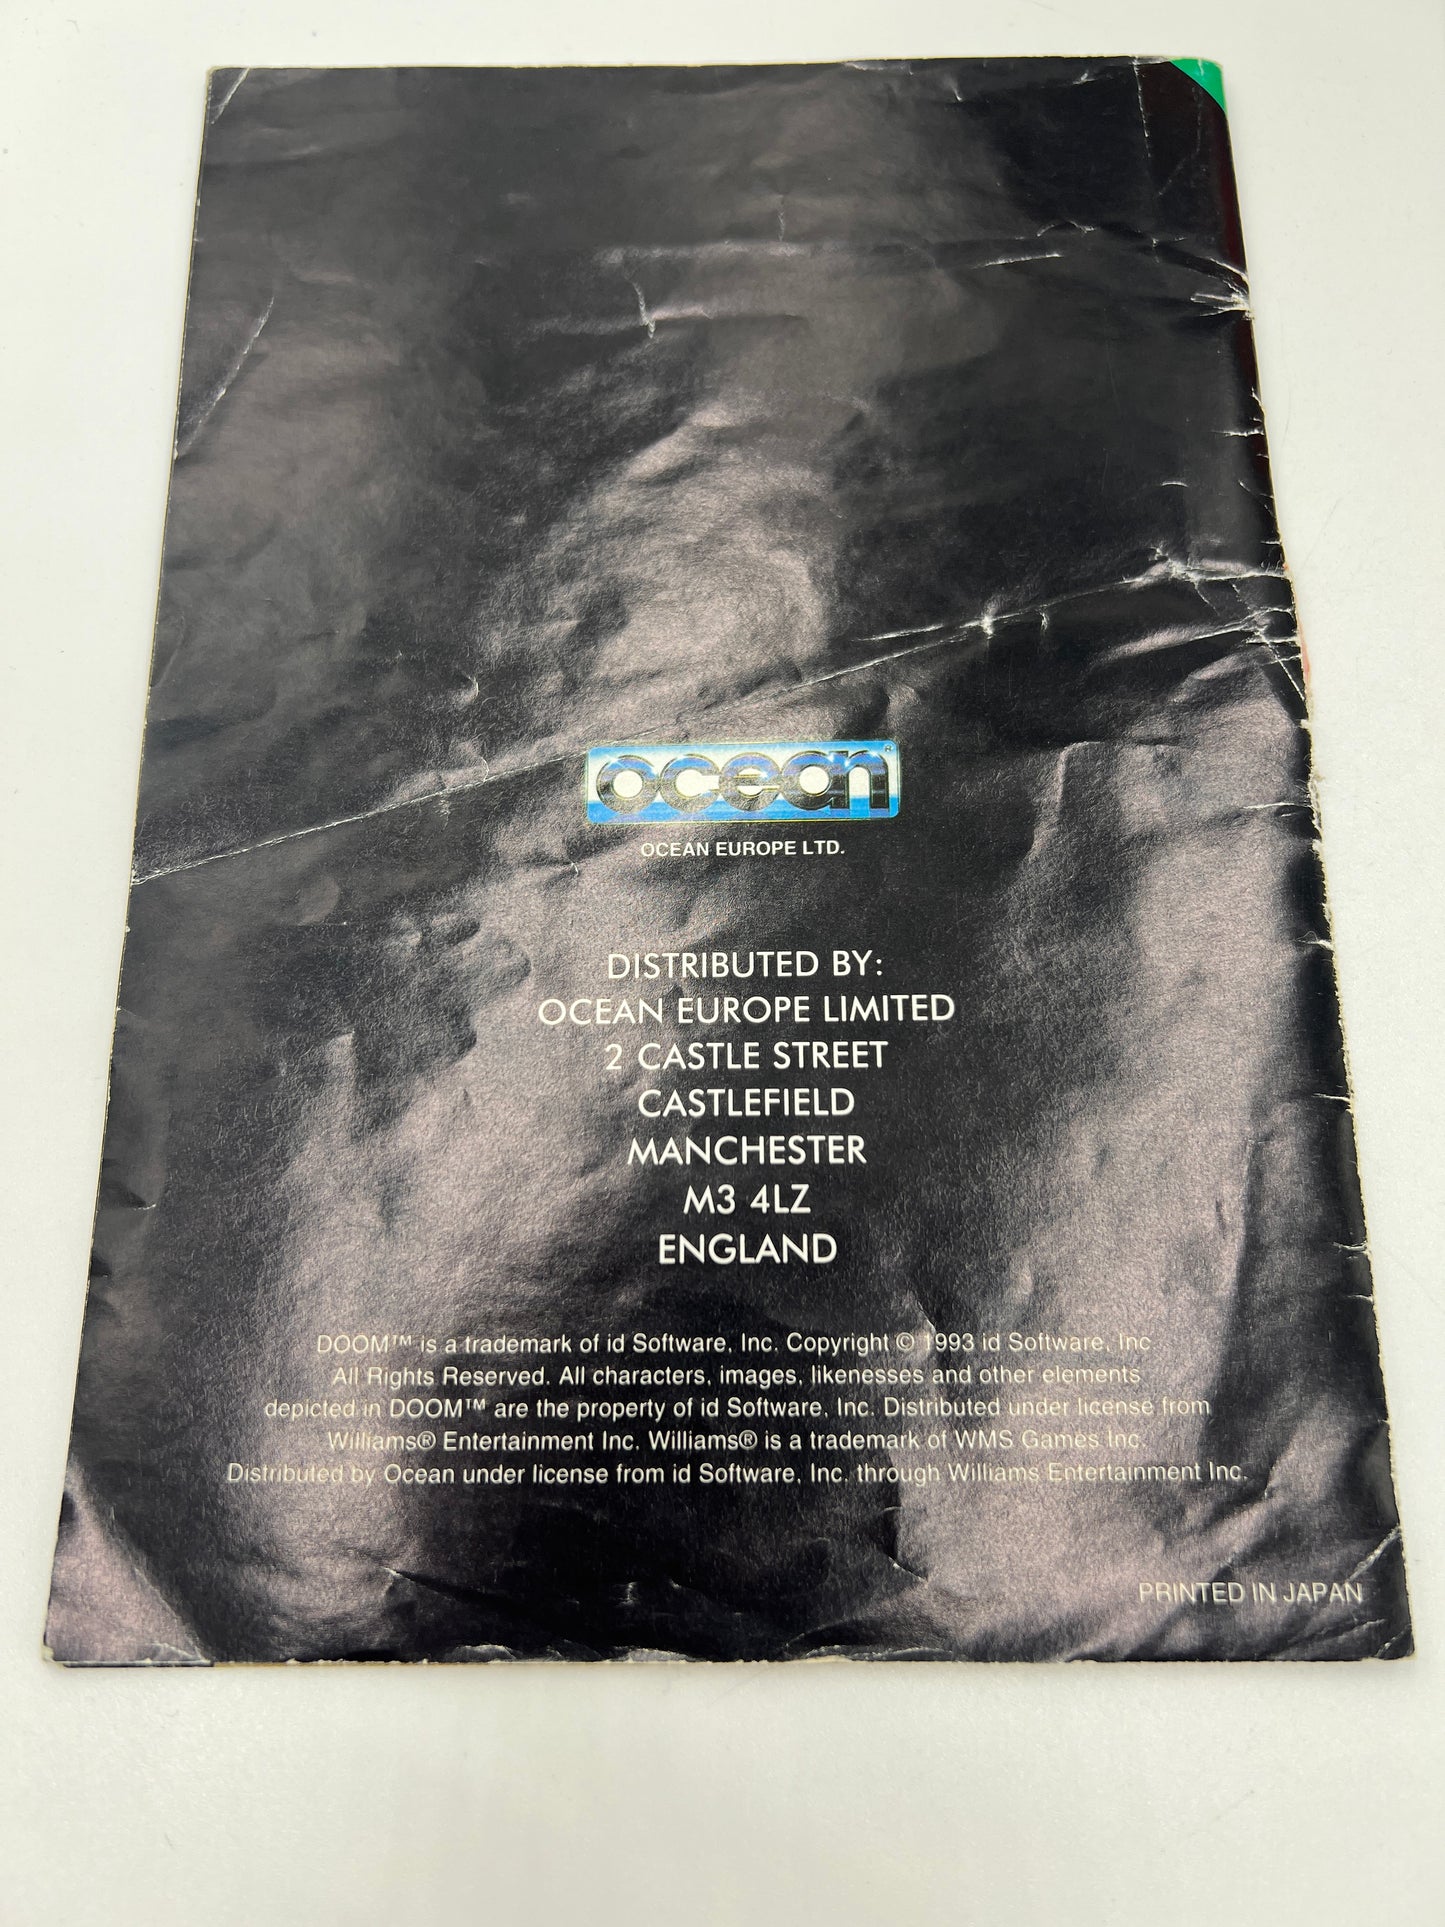 ocean®
OCEAN EUROPE LTD.
DISTRIBUTED BY:
OCEAN EUROPE LIMITED
2 CASTLE STREET
CASTLEFIELD
MANCHESTER
M3 4LZ
ENGLAND
DOOM™ is a trademark of id Software, Inc. Copyright © 1993 id Software, Inc.
All Rights Reserved. All characters, images, likenesses and other elements
depicted in DOOM™ are the property of id Software, Inc. Distributed under license from
Williams® Entertainment Inc. Williams® is a trademark of WMS Games Inc.
Distributed by Ocean under license from id Software, Inc. through Williams Entertainment Inc.
PRINTED IN JAPAN